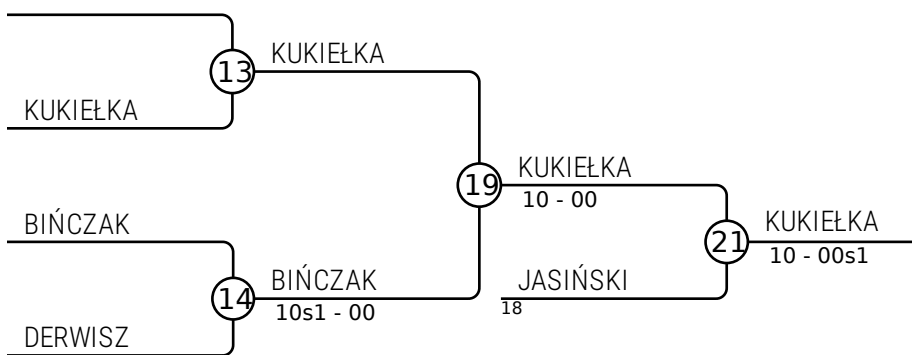 13
KUKIEŁKA
KUKIEŁKA
19
KUKIEŁKA
10 - 00
BIŃCZAK
21
KUKIEŁKA
10 - 00s1
14
BIŃCZAK
10s1 - 00
JASIŃSKI
18
DERWISZ